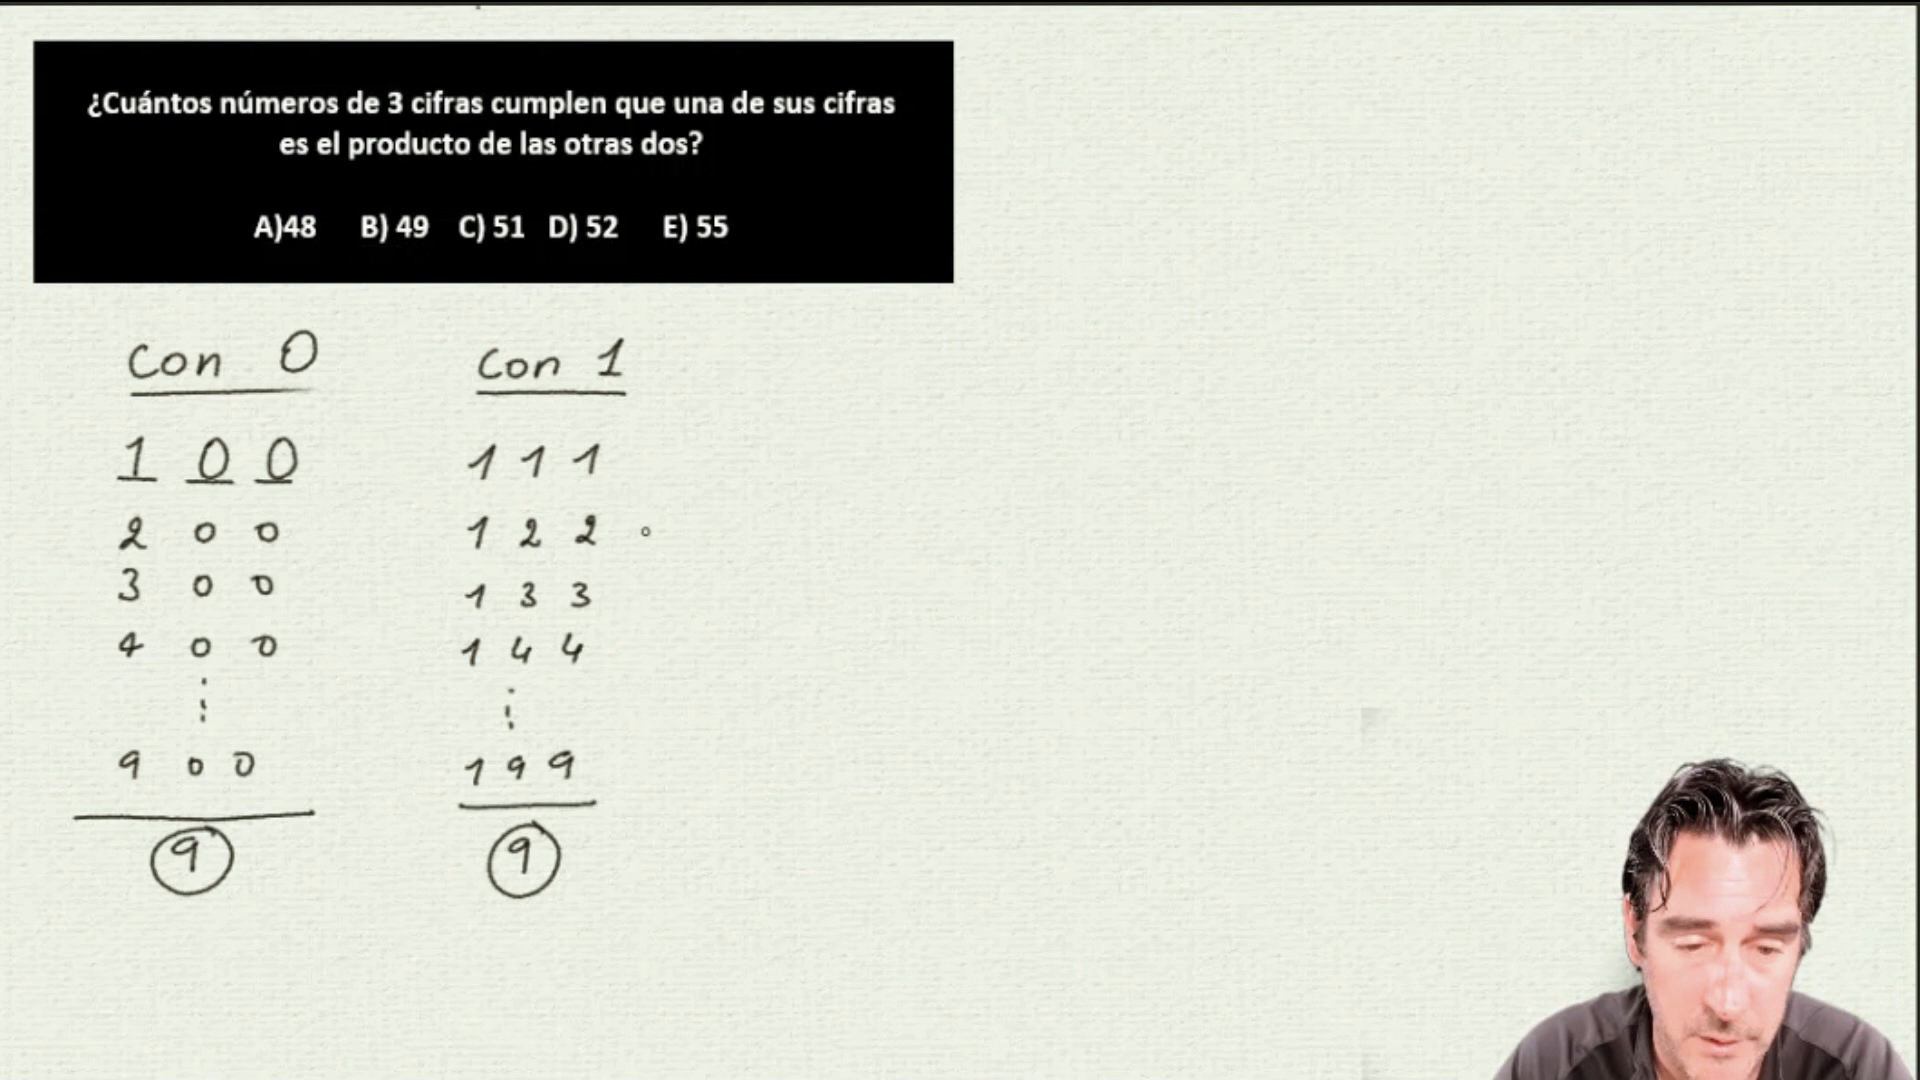 ¿Cuántos números de 3 cifras cumplen que una de sus cifras
es el producto de las otras dos?
A)48 B) 49 C) 51 D) 52 E) 55
Con 0
1 0 0
2 0 0
3 0 0
4 0 0
⋮
9 0 0
9
Con 1
1 1 1
1 2 2
1 3 3
1 4 4
⋮
1 9 9
9